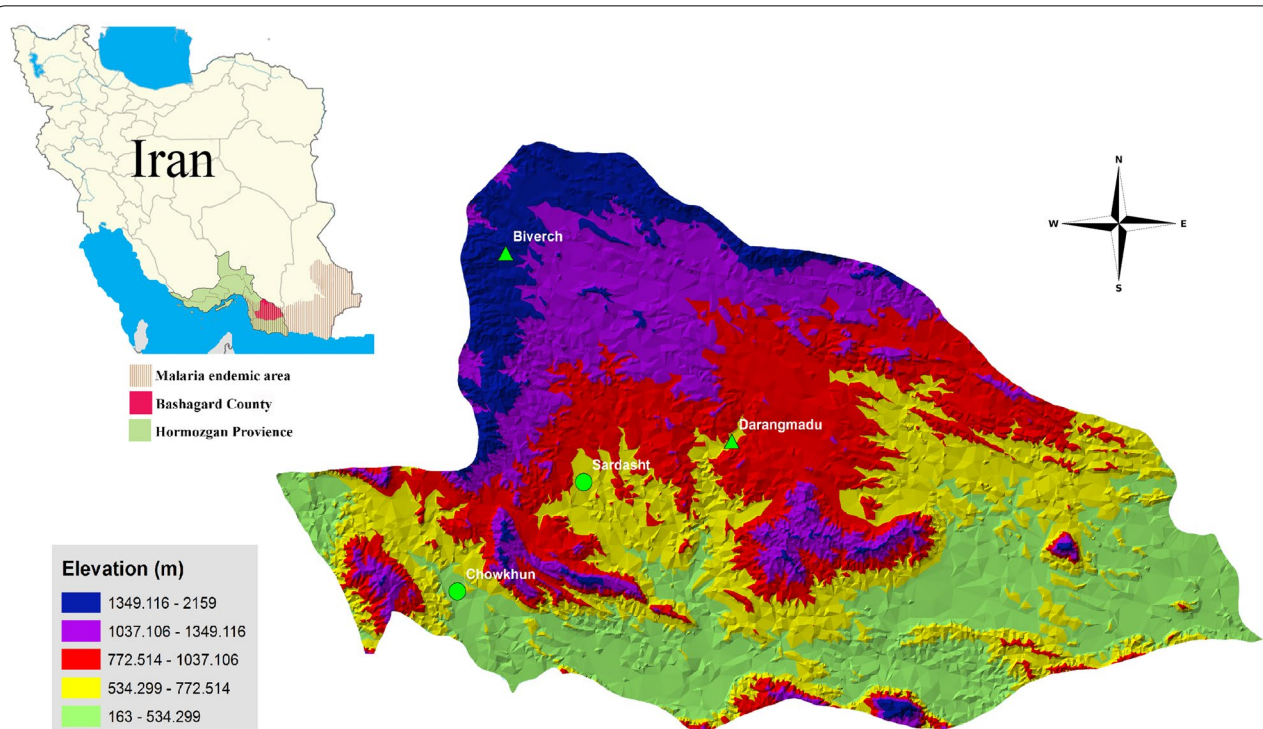 Iran
Malaria endemic area
Bashagard County
Hormozgan Provience
N
W
E
S
Biverch
Darangmadu
Sardasht
Chowkhun
Elevation (m)
1349.116 - 2159
1037.106 - 1349.116
772.514 - 1037.106
534.299 - 772.514
163 - 534.299